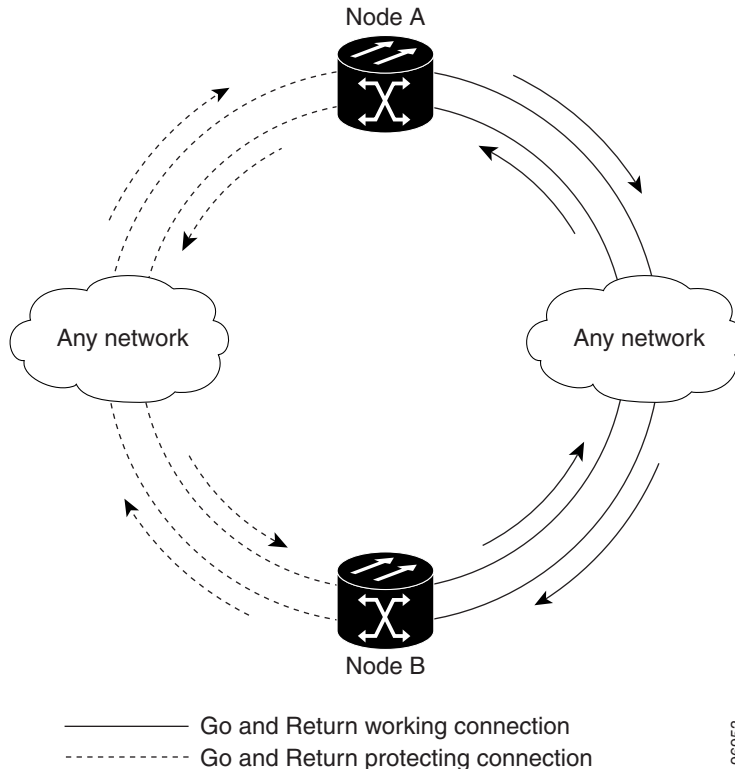 Node A
Any network
Any network
Node B
Go and Return working connection
Go and Return protecting connection